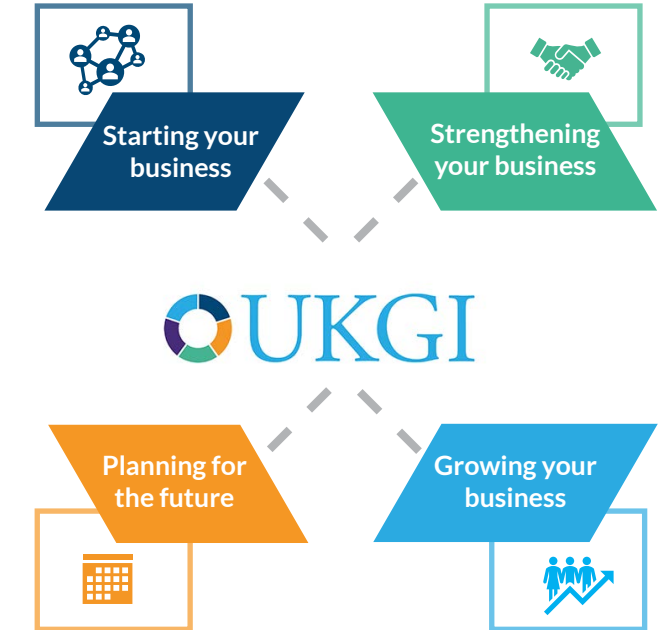 Starting your
business
Strengthening
your business
UKGI
Planning for
the future
Growing your
business